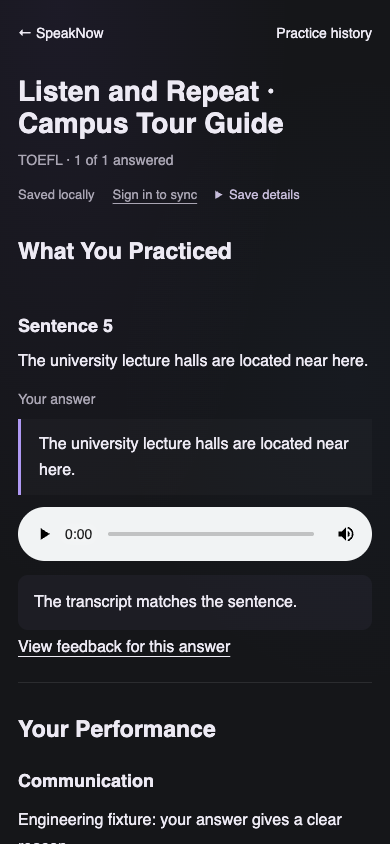 ← SpeakNow
Practice history
Listen and Repeat ·
Campus Tour Guide
TOEFL · 1 of 1 answered
Saved locally
Sign in to sync
▶ Save details
What You Practiced
Sentence 5
The university lecture halls are located near here.
Your answer
The university lecture halls are located near
here.
0:00
The transcript matches the sentence.
View feedback for this answer
Your Performance
Communication
Engineering fixture: your answer gives a clear